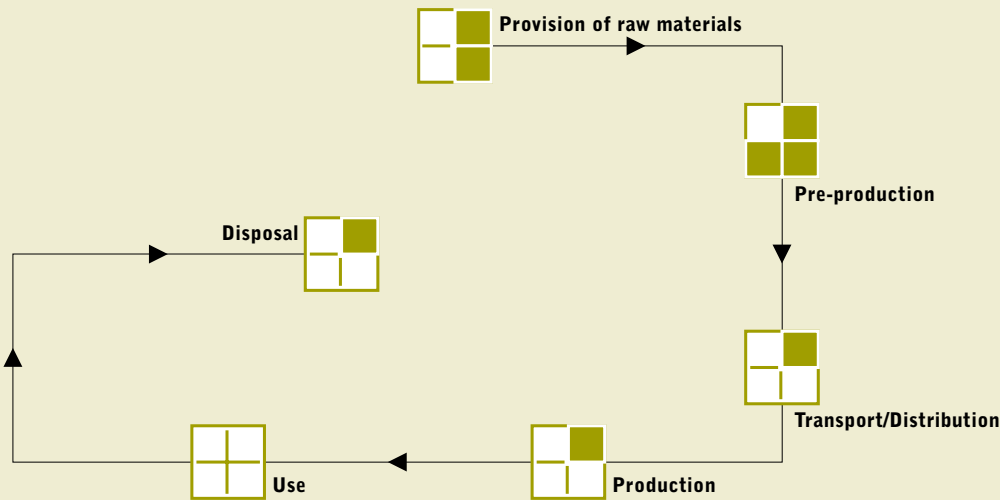 Provision of raw materials
Pre-production
Disposal
Transport/Distribution
Use
Production